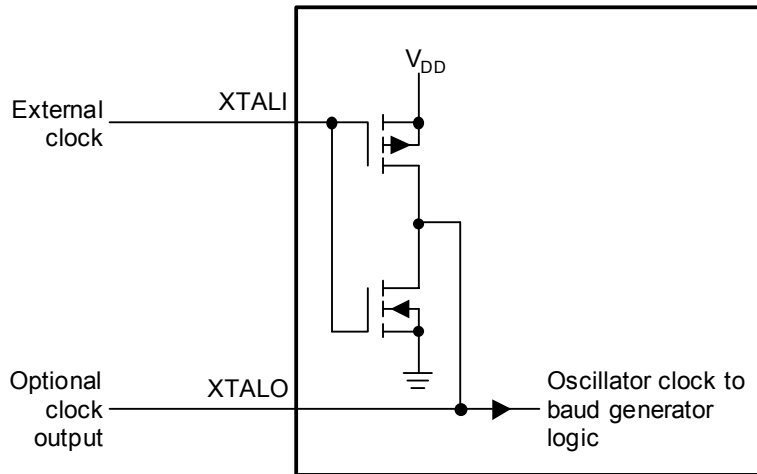 V_DD
XTALI
External
clock
Optional
clock
output
XTALO
Oscillator clock to
baud generator
logic